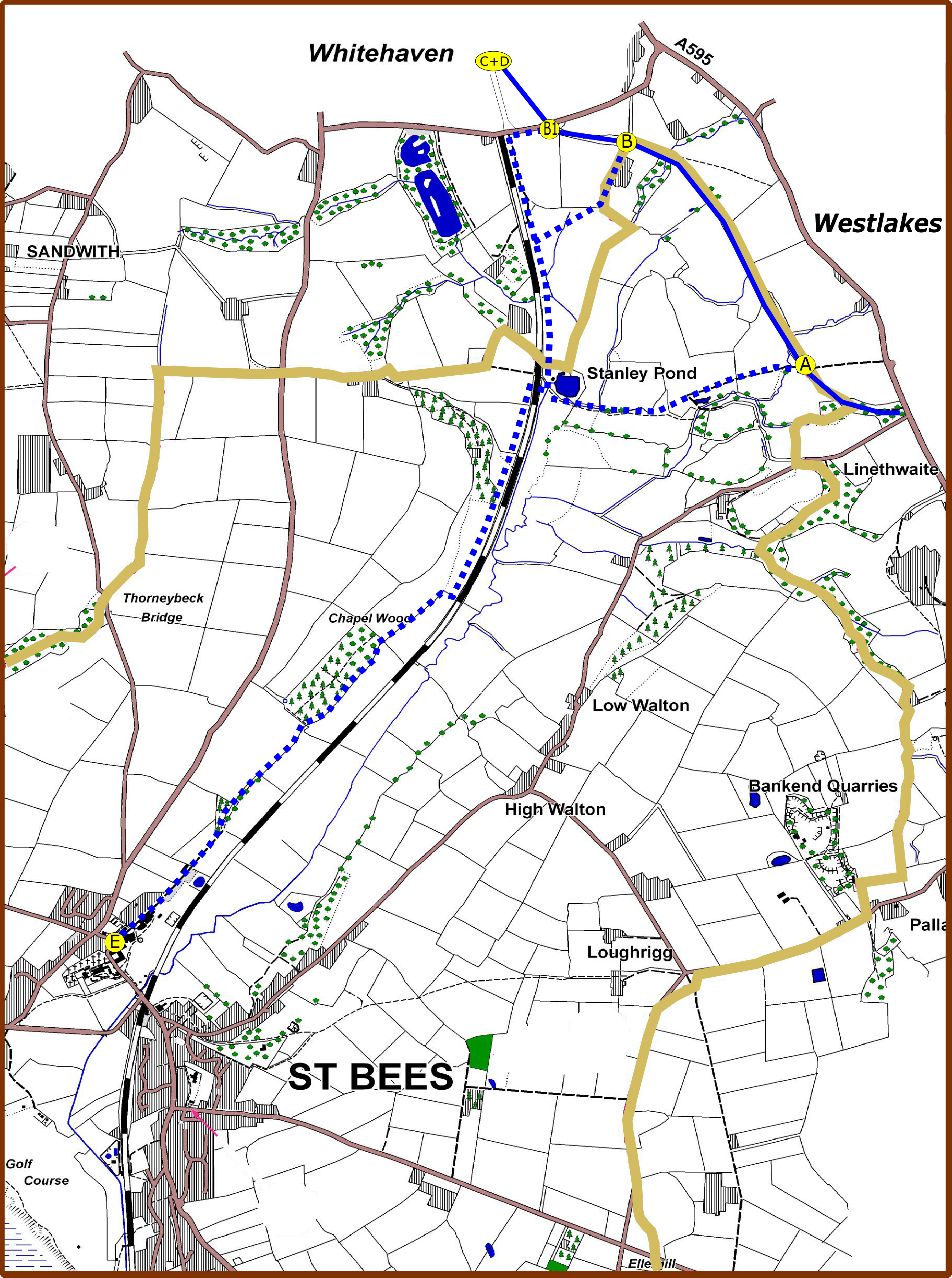 Whitehaven
C+D
A595
B1
B
Westlakes
SANDWITH
A
Stanley Pond
Linethwaite
Thorneybeck
Bridge
Chapel Wood
Low Walton
Bankend Quarries
High Walton
E
Palla
Loughrigg
ST BEES
Golf
Course